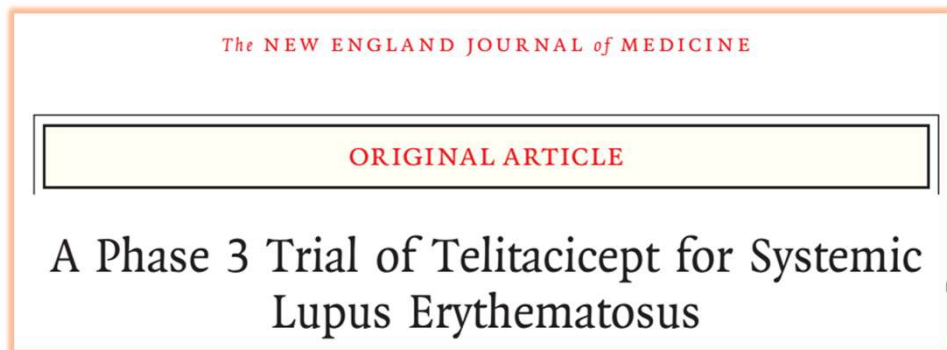 The NEW ENGLAND JOURNAL of MEDICINE
ORIGINAL ARTICLE
A Phase 3 Trial of Telitacicept for Systemic
Lupus Erythematosus